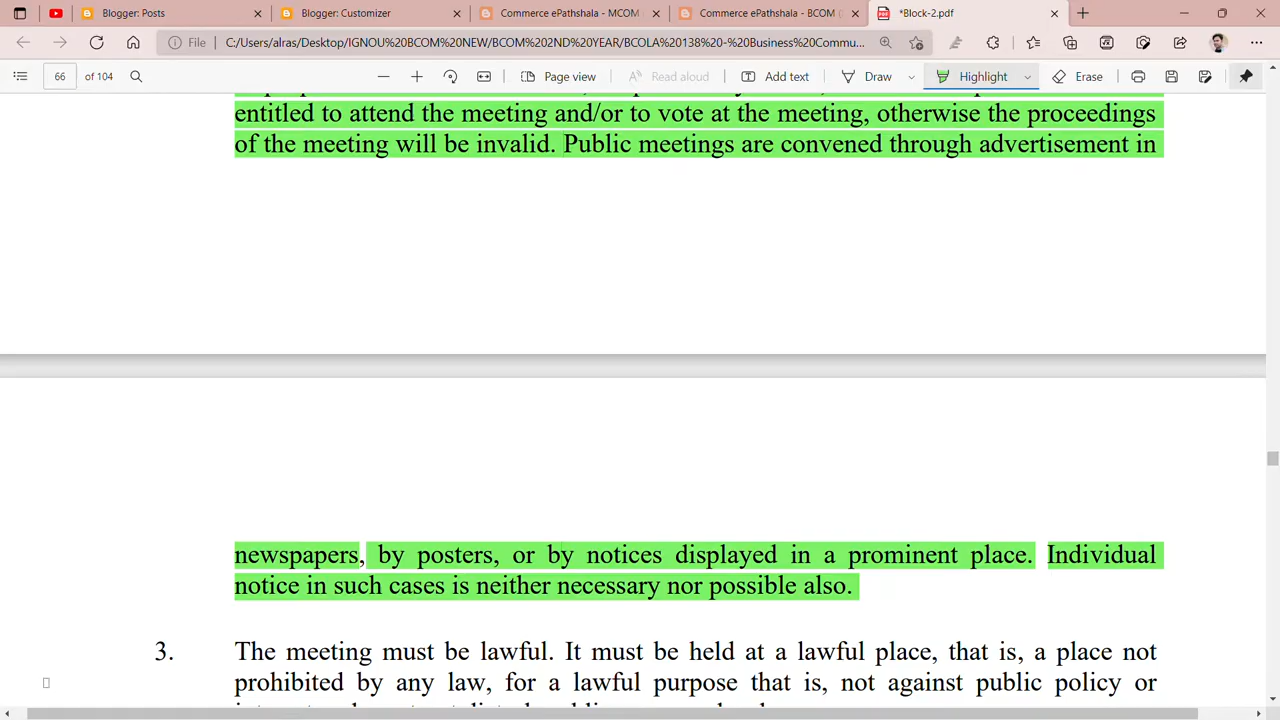 Blogger: Posts
Blogger: Customizer
Commerce ePathshala - MCOM
Commerce ePathshala - BCOM (
*Block-2.pdf
File
C:/Users/alras/Desktop/IGNOU%20BCOM%20NEW/BCOM%202ND%20YEAR/BCOLA%20138%20-%20Business%20Commu...
66 of 104
Page view
Read aloud
Add text
Draw
Highlight
Erase
entitled to attend the meeting and/or to vote at the meeting, otherwise the proceedings
of the meeting will be invalid. Public meetings are convened through advertisement in
newspapers, by posters, or by notices displayed in a prominent place. Individual
notice in such cases is neither necessary nor possible also.
3. The meeting must be lawful. It must be held at a lawful place, that is, a place not
prohibited by any law, for a lawful purpose that is, not against public policy or